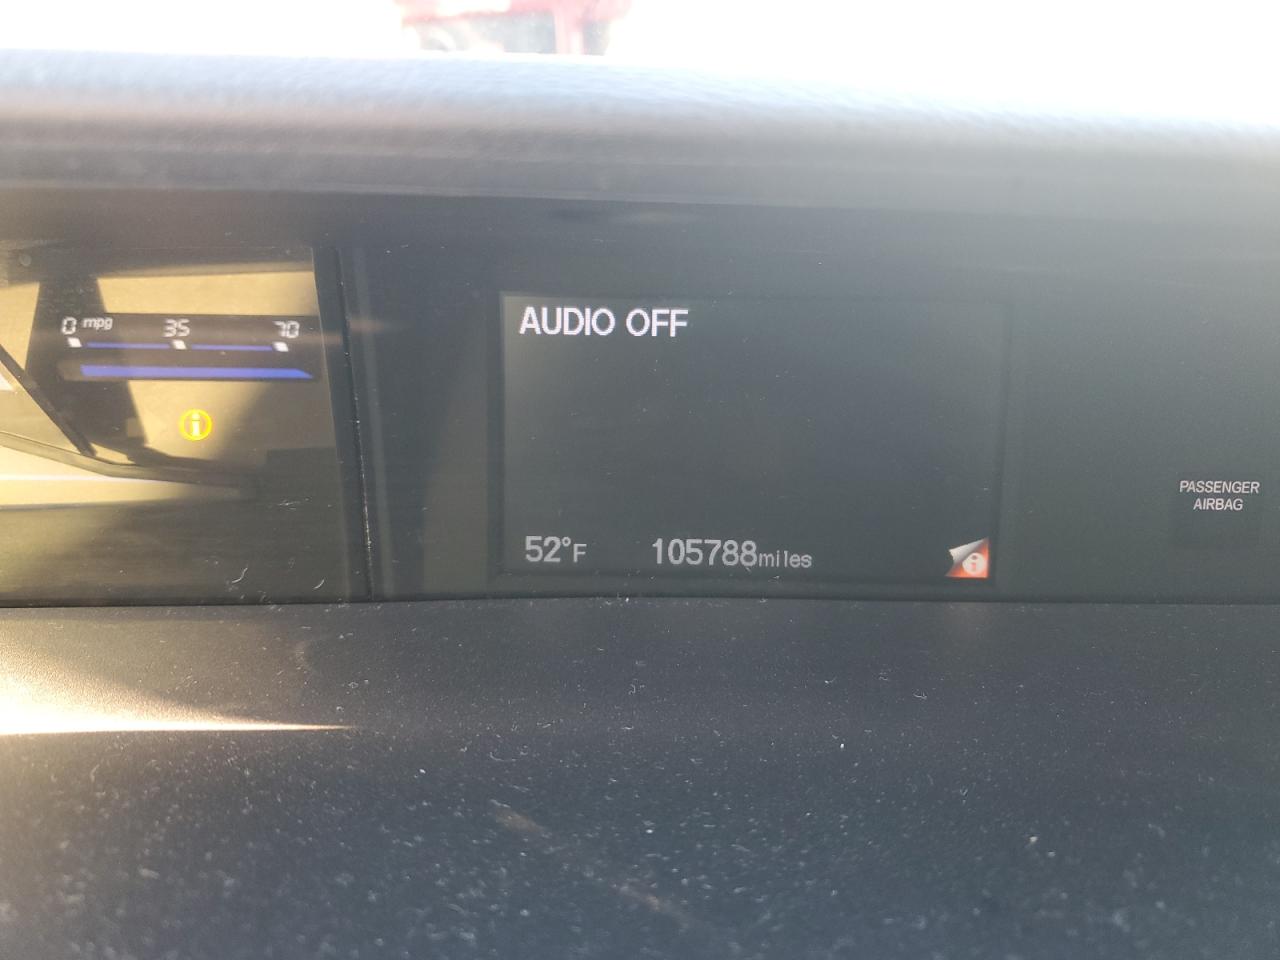 0 mpg 35 70
i
AUDIO OFF
52°F 105788miles
i
PASSENGER
AIRBAG